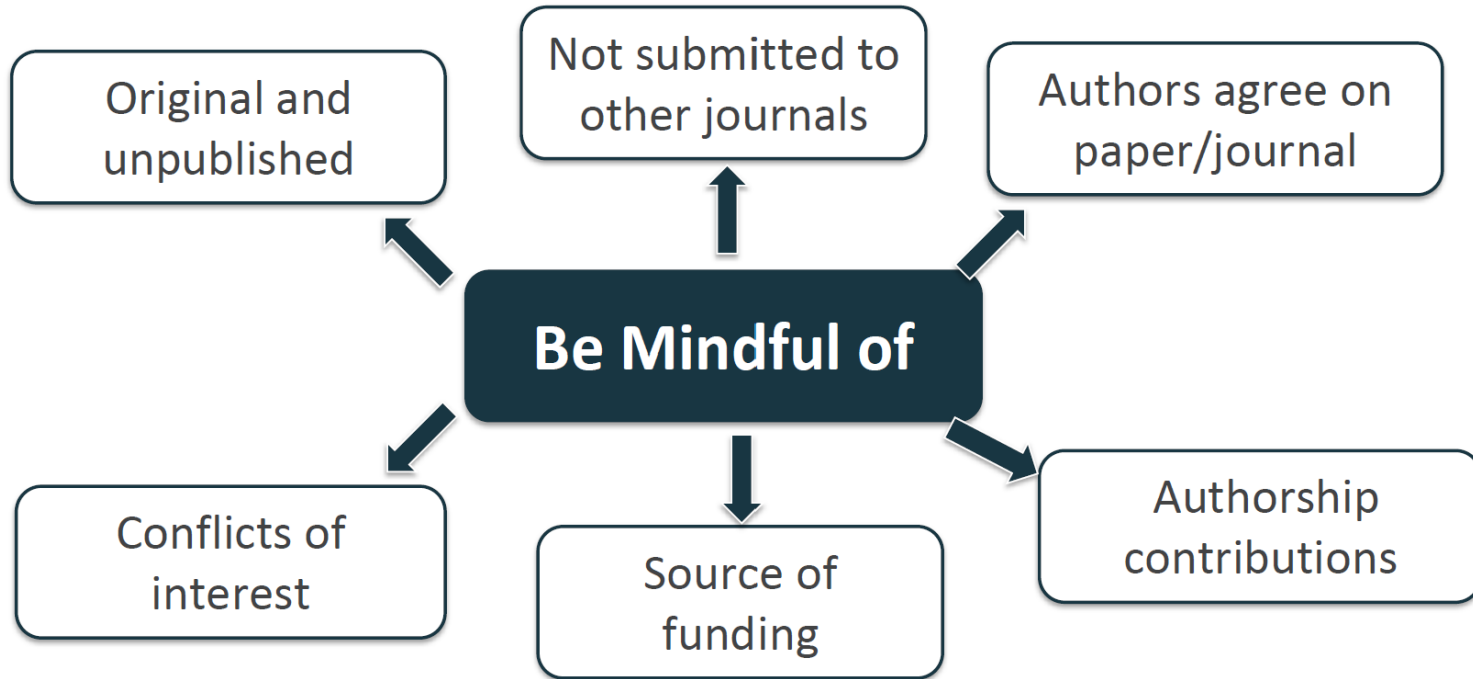 Original and
unpublished
Not submitted to
other journals
Authors agree on
paper/journal
Be Mindful of
Conflicts of
interest
Source of
funding
Authorship
contributions